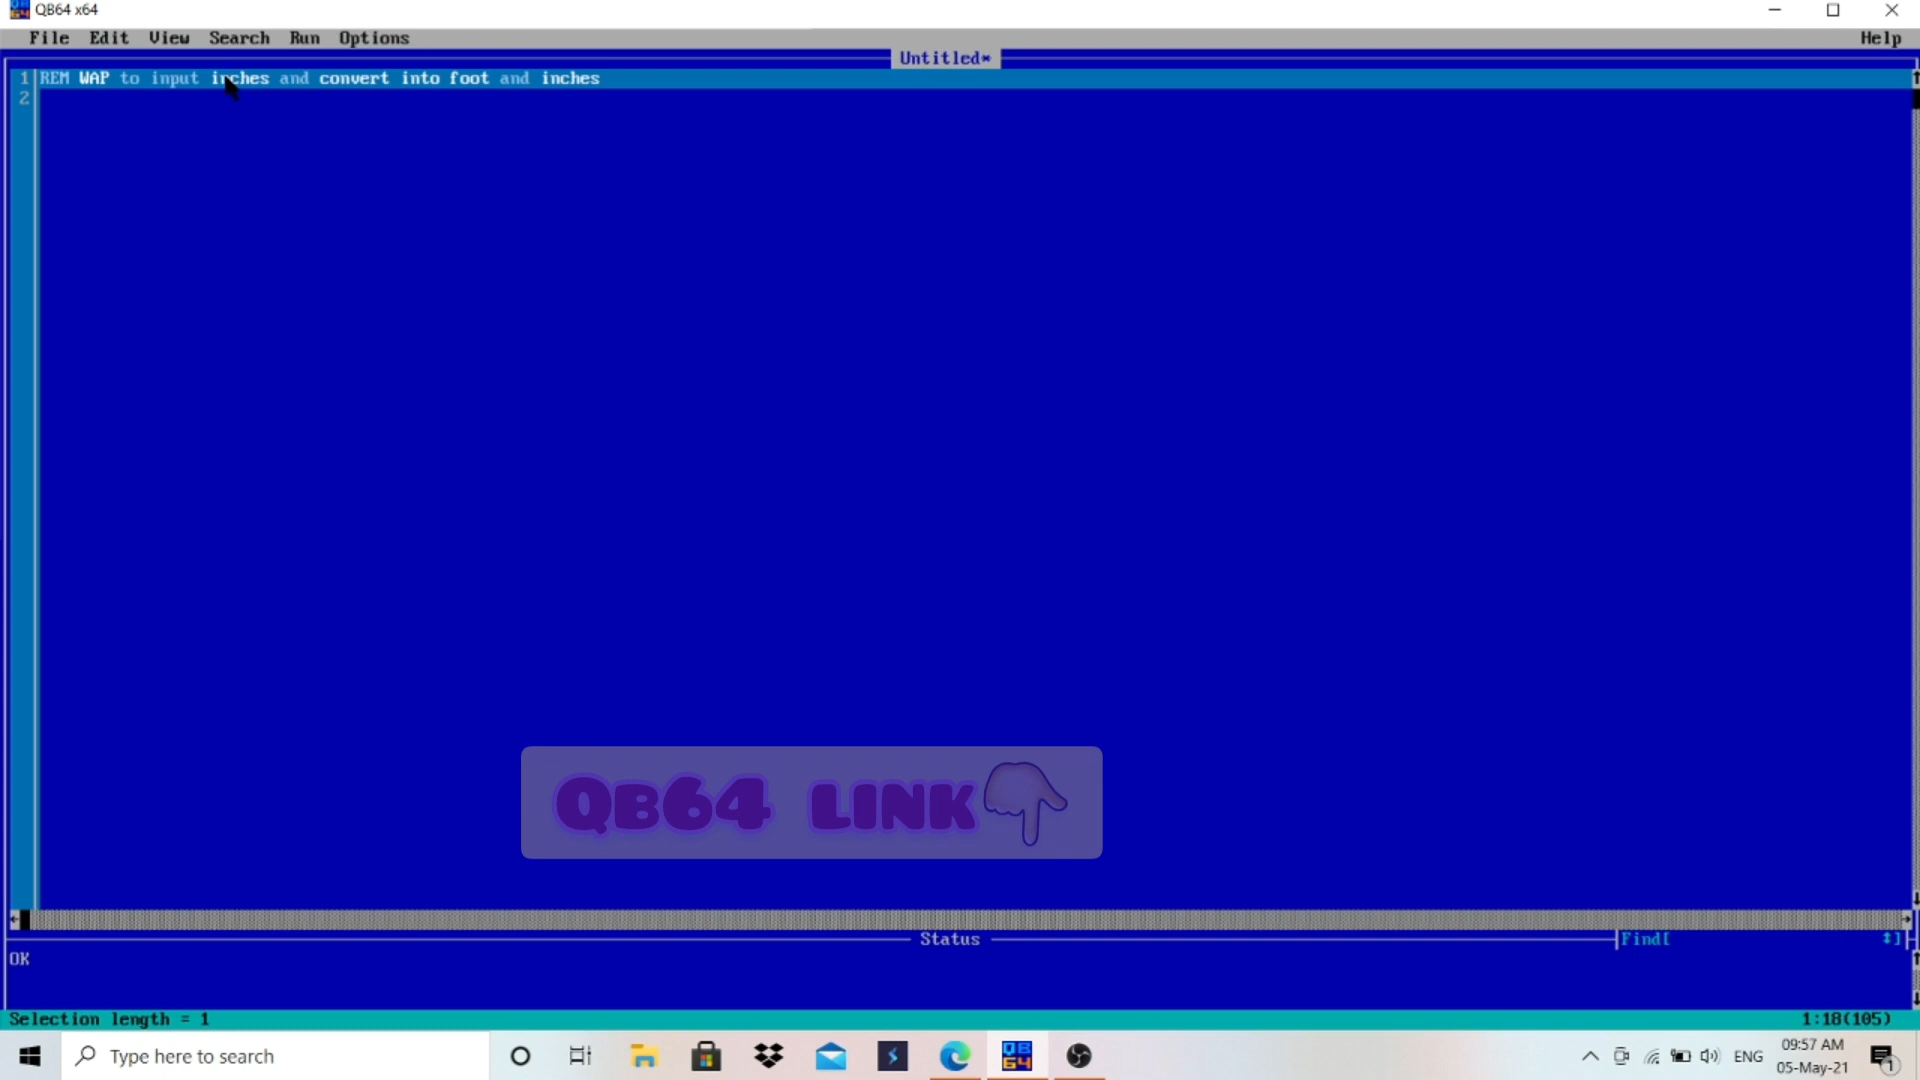 QB64 x64
File Edit View Search Run Options Help
Untitled*
1 REM WAP to input inches and convert into foot and inches
2
QB64 LINK
Status
Find[ ]
OK
Selection length = 1 1:18(105)
Type here to search
ENG
09:57 AM
05-May-21
1